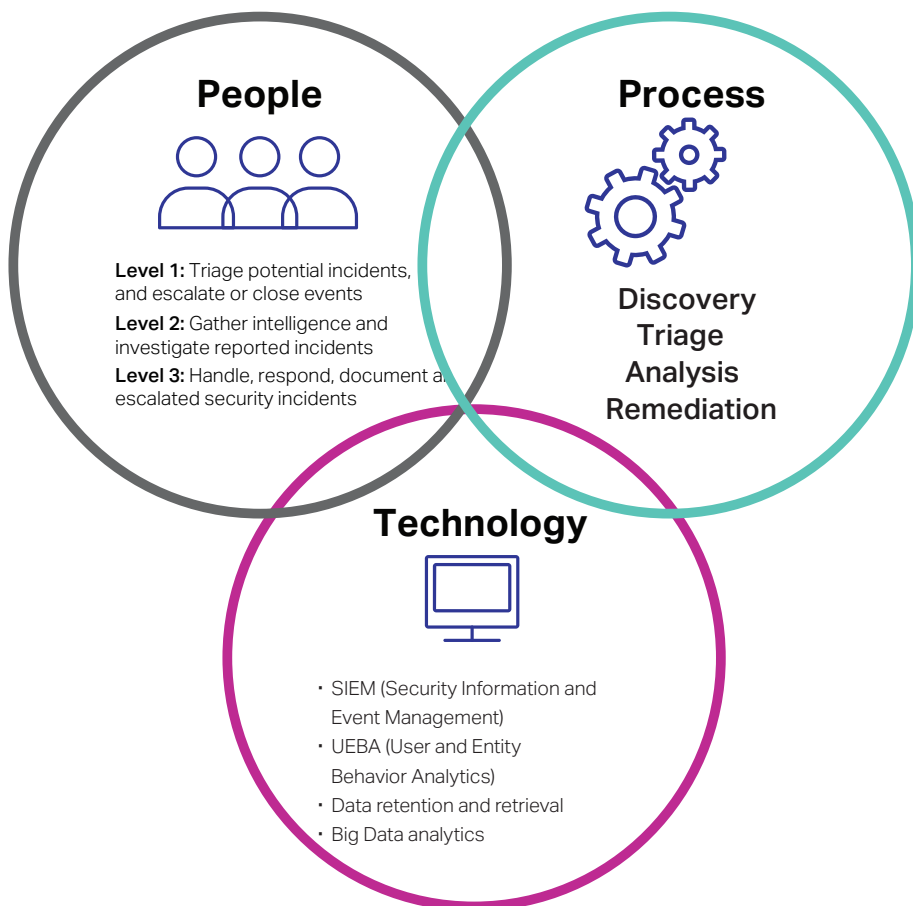 People
Level 1: Triage potential incidents,
and escalate or close events
Level 2: Gather intelligence and
investigate reported incidents
Level 3: Handle, respond, document
escalated security incidents
Process
Discovery
Triage
Analysis
Remediation
Technology
· SIEM (Security Information and
Event Management)
· UEBA (User and Entity
Behavior Analytics)
· Data retention and retrieval
· Big Data analytics